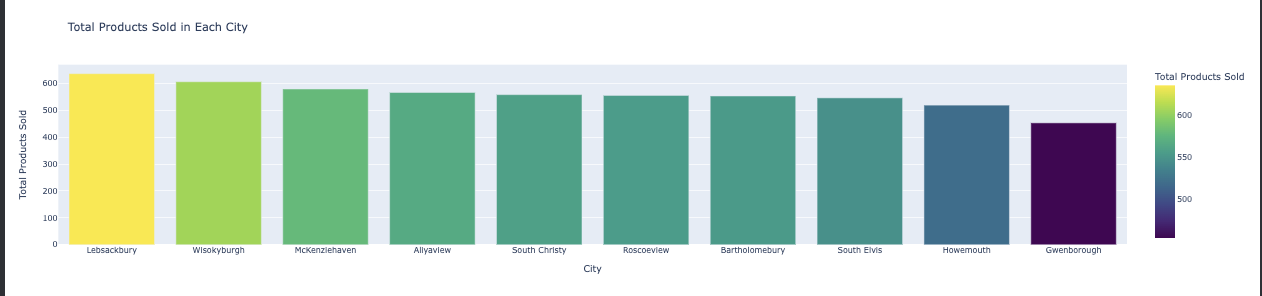 Total Products Sold in Each City
Total Products Sold
600
500
400
300
200
100
0
Lebsackbury Wisokyburgh McKenziehaven Aliyaview South Christy Roscoeview Bartholomebury South Elvis Howemouth Gwenborough
City
Total Products Sold
600
550
500